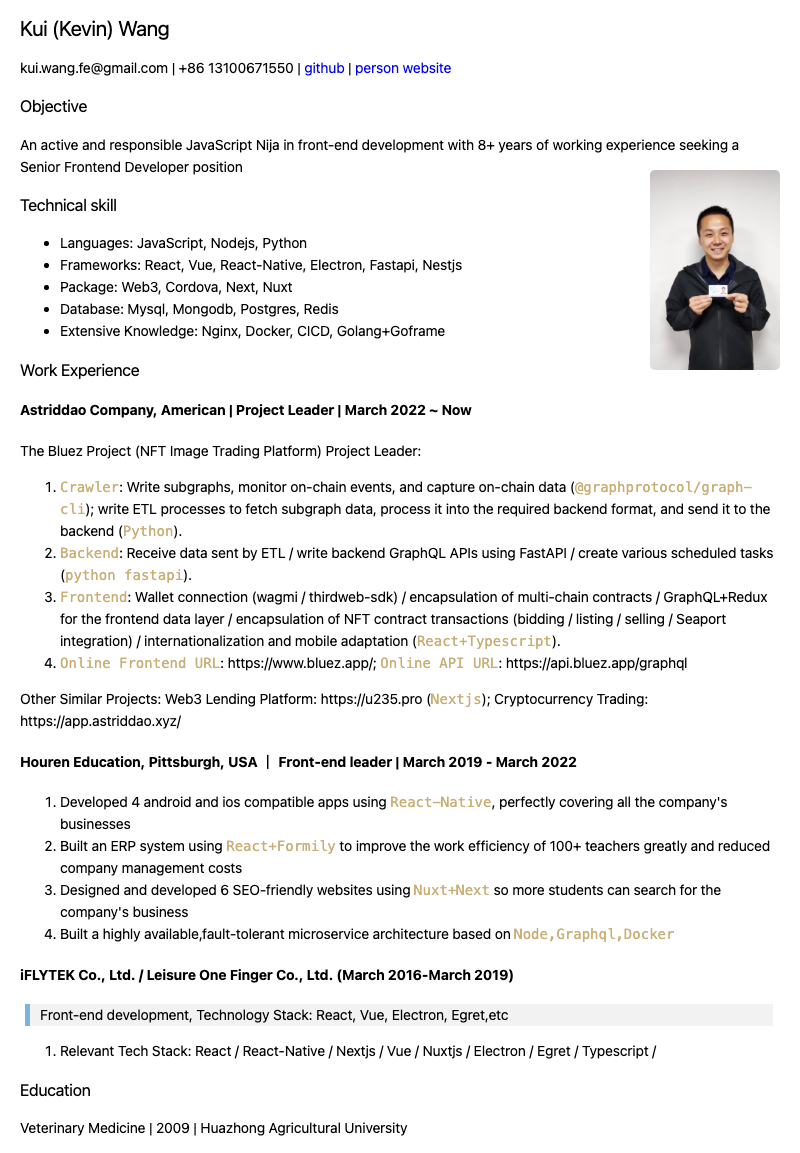 Kui (Kevin) Wang
kui.wang.fe@gmail.com | +86 13100671550 | github | person website
Objective
An active and responsible JavaScript Nija in front-end development with 8+ years of working experience seeking a
Senior Frontend Developer position
Technical skill
• Languages: JavaScript, Nodejs, Python
• Frameworks: React, Vue, React-Native, Electron, Fastapi, Nestjs
• Package: Web3, Cordova, Next, Nuxt
• Database: Mysql, Mongodb, Postgres, Redis
• Extensive Knowledge: Nginx, Docker, CICD, Golang+Goframe
Work Experience
Astriddao Company, American | Project Leader | March 2022 ~ Now
The Bluez Project (NFT Image Trading Platform) Project Leader:
1. Crawler: Write subgraphs, monitor on-chain events, and capture on-chain data (@graphprotocol/graph-
cli); write ETL processes to fetch subgraph data, process it into the required backend format, and send it to the
backend (Python).
2. Backend: Receive data sent by ETL / write backend GraphQL APIs using FastAPI / create various scheduled tasks
(python fastapi).
3. Frontend: Wallet connection (wagmi / thirdweb-sdk) / encapsulation of multi-chain contracts / GraphQL+Redux
for the frontend data layer / encapsulation of NFT contract transactions (bidding / listing / selling / Seaport
integration) / internationalization and mobile adaptation (React+Typescript).
4. Online Frontend URL: https://www.bluez.app/; Online API URL: https://api.bluez.app/graphql
Other Similar Projects: Web3 Lending Platform: https://u235.pro (Nextjs); Cryptocurrency Trading:
https://app.astriddao.xyz/
Houren Education, Pittsburgh, USA ｜ Front-end leader | March 2019 - March 2022
1. Developed 4 android and ios compatible apps using React-Native, perfectly covering all the company's
businesses
2. Built an ERP system using React+Formily to improve the work efficiency of 100+ teachers greatly and reduced
company management costs
3. Designed and developed 6 SEO-friendly websites using Nuxt+Next so more students can search for the
company's business
4. Built a highly available,fault-tolerant microservice architecture based on Node,Graphql,Docker
iFLYTEK Co., Ltd. / Leisure One Finger Co., Ltd. (March 2016-March 2019)
Front-end development, Technology Stack: React, Vue, Electron, Egret,etc
1. Relevant Tech Stack: React / React-Native / Nextjs / Vue / Nuxtjs / Electron / Egret / Typescript /
Education
Veterinary Medicine | 2009 | Huazhong Agricultural University